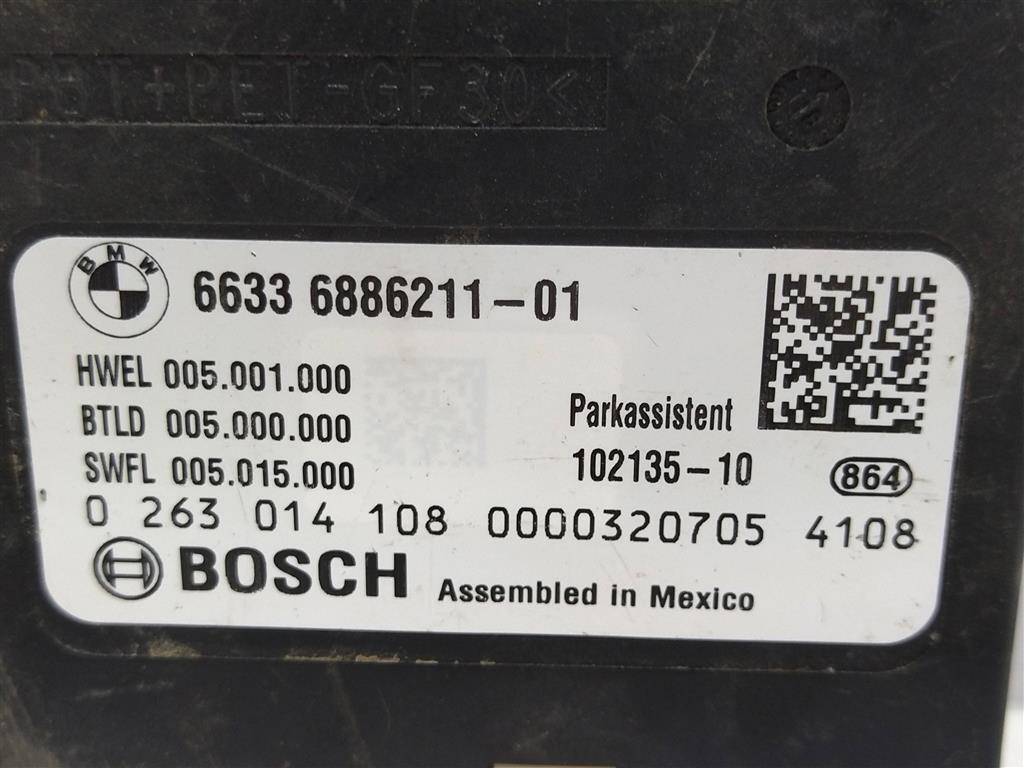 PBT+PET-GF30<
BMW
6633 6886211-01
HWEL 005.001.000
BTLD 005.000.000
SWFL 005.015.000
Parkassistent
102135-10
864
0 263 014 108 0000320705 4108
BOSCH Assembled in Mexico